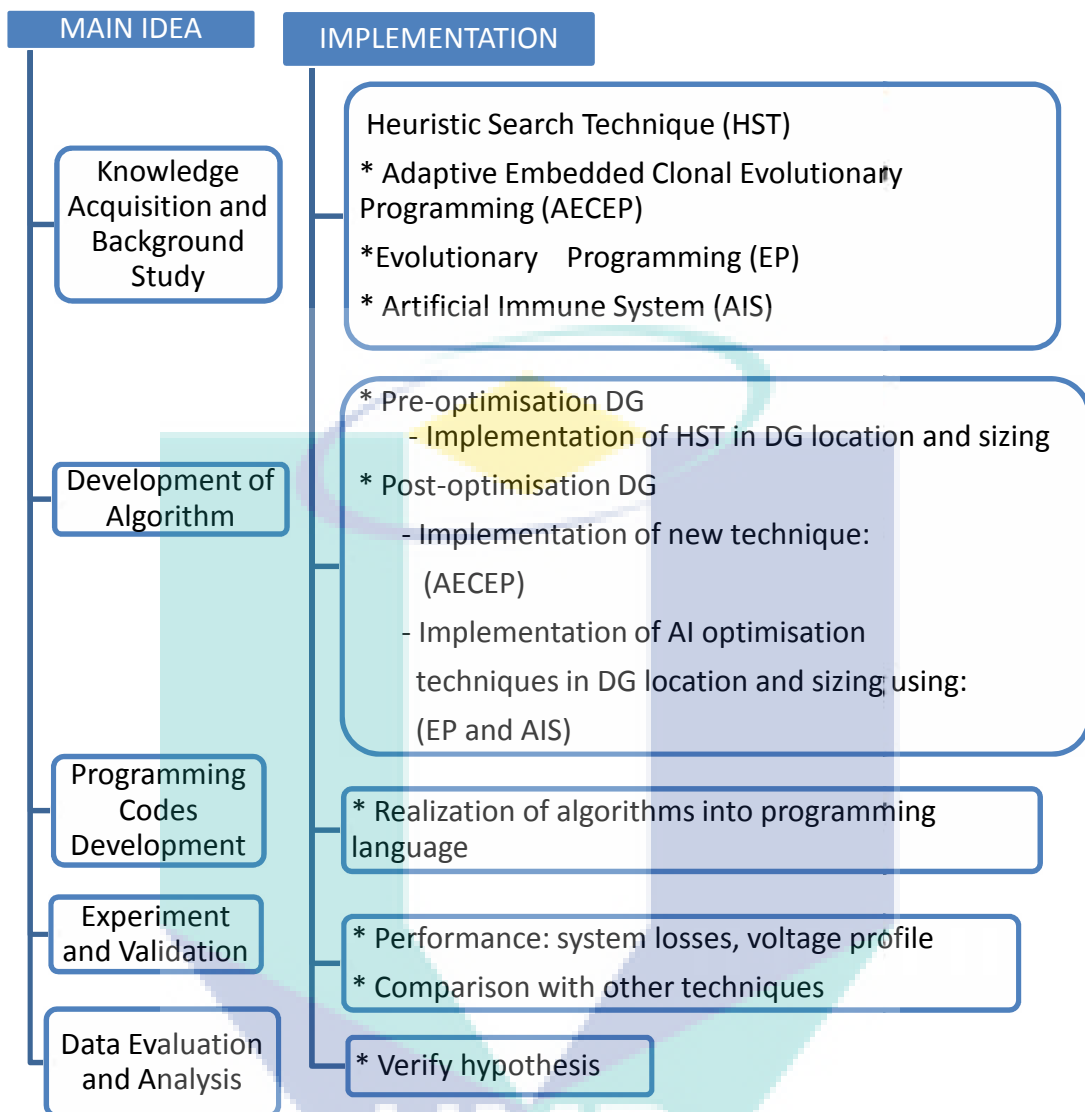 MAIN IDEA
IMPLEMENTATION
Knowledge
Acquisition and
Background
Study
Heuristic Search Technique (HST)
* Adaptive Embedded Clonal Evolutionary
Programming (AECEP)
*Evolutionary Programming (EP)
* Artificial Immune System (AIS)
Development of
Algorithm
* Pre-optimisation DG
- Implementation of HST in DG location and sizing
* Post-optimisation DG
- Implementation of new technique:
(AECEP)
- Implementation of AI optimisation
techniques in DG location and sizing using:
(EP and AIS)
Programming
Codes
Development
* Realization of algorithms into programming
language
Experiment
and Validation
* Performance: system losses, voltage profile
* Comparison with other techniques
Data Evaluation
and Analysis
* Verify hypothesis